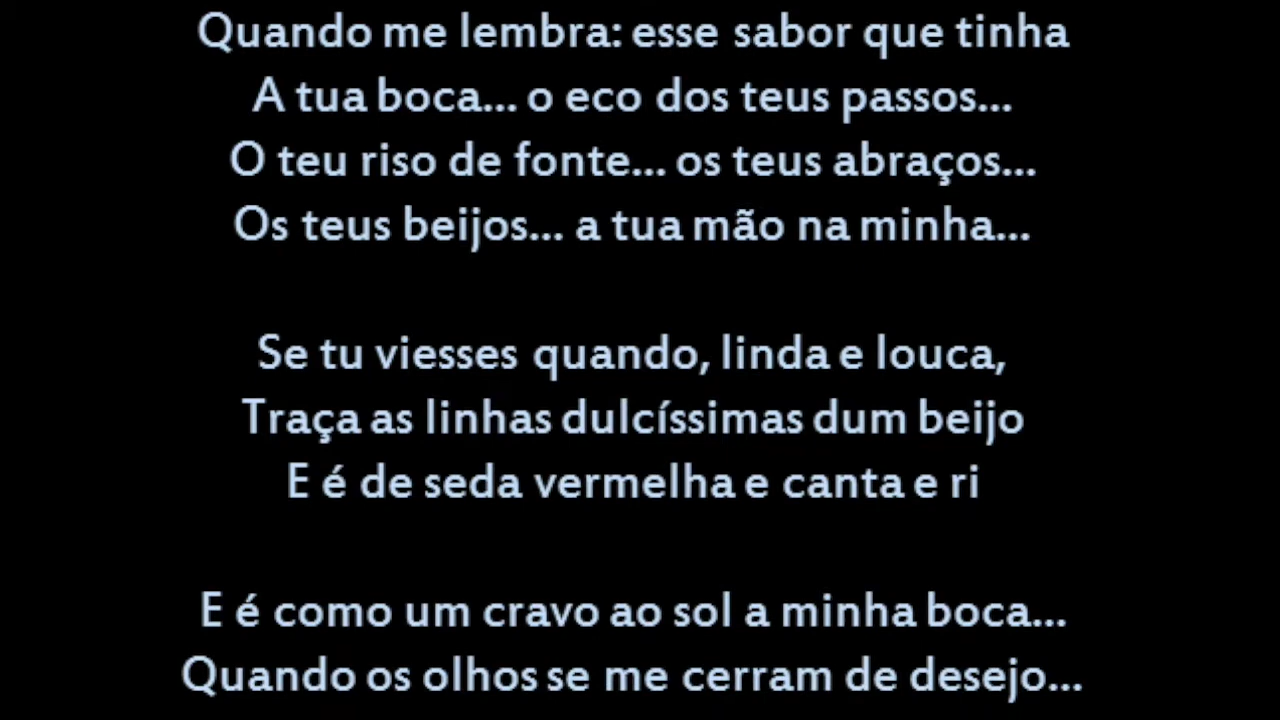 Quando me lembra: esse sabor que tinha
A tua boca... o eco dos teus passos...
O teu riso de fonte... os teus abraços...
Os teus beijos... a tua mão na minha...
Se tu viesses quando, linda e louca,
Traça as linhas dulcíssimas dum beijo
E é de seda vermelha e canta e ri
E é como um cravo ao sol a minha boca...
Quando os olhos se me cerram de desejo...